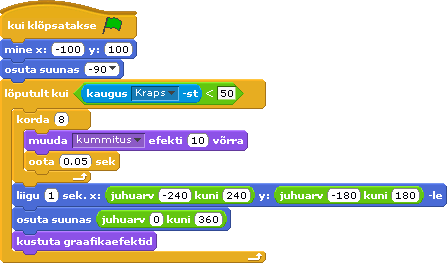 kui klõpsatakse
mine x: -100 y: 100
osuta suunas -90
lõputult kui kaugus Kraps -st < 50
korda 8
muuda kummitus efekti 10 võrra
oota 0.05 sek
liigu 1 sek. x: juhuarv -240 kuni 240 y: juhuarv -180 kuni 180 -le
osuta suunas juhuarv 0 kuni 360
kustuta graafikaefektid